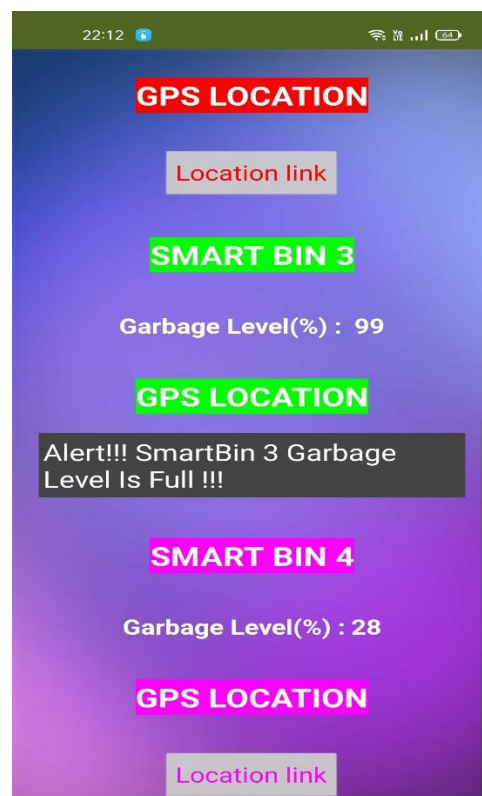 22:12 64
GPS LOCATION
Location link
SMART BIN 3
Garbage Level(%) : 99
GPS LOCATION
Alert!!! SmartBin 3 Garbage
Level Is Full !!!
SMART BIN 4
Garbage Level(%) : 28
GPS LOCATION
Location link